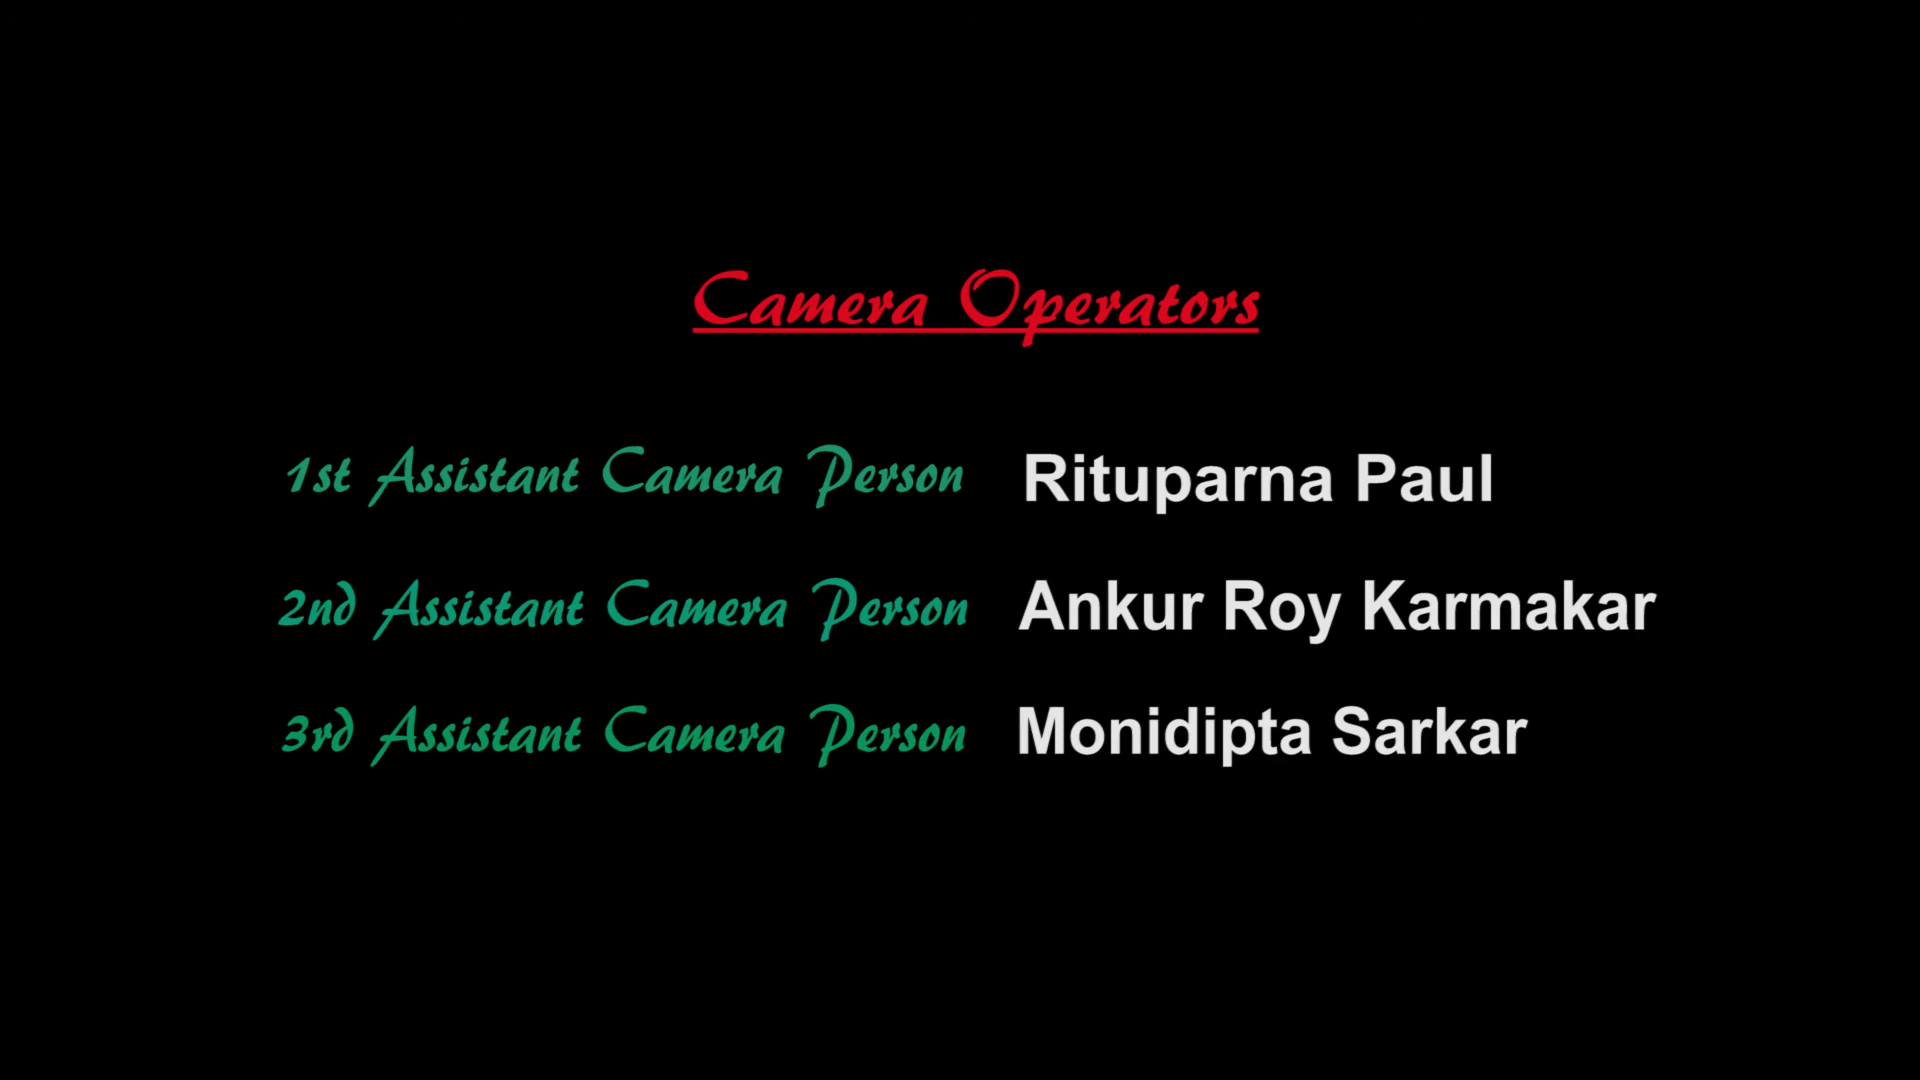 Camera Operators
1st Assistant Camera Person Rituparna Paul
2nd Assistant Camera Person Ankur Roy Karmakar
3rd Assistant Camera Person Monidipta Sarkar